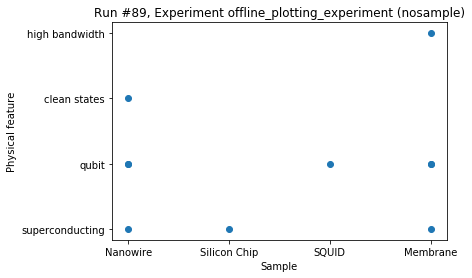 Run #89, Experiment offline_plotting_experiment (nosample)
high bandwidth
clean states
qubit
superconducting
Physical feature
Nanowire
Silicon Chip
SQUID
Membrane
Sample